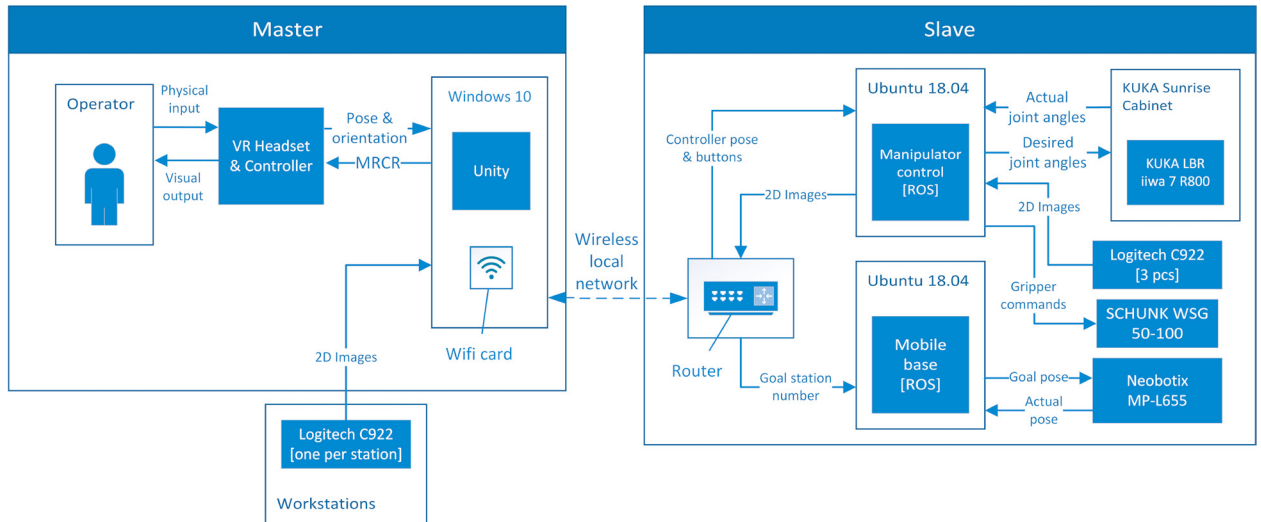 Master
Operator
Physical
input
Visual
output
VR Headset
& Controller
Pose &
orientation
MRCR
Windows 10
Unity
Wifi card
2D Images
Logitech C922
[one per station]
Workstations
Wireless
local
network
Slave
Controller pose
& buttons
2D Images
Router
Goal station
number
Ubuntu 18.04
Manipulator
control
[ROS]
Ubuntu 18.04
Mobile
base
[ROS]
Actual
joint angles
Desired
joint angles
2D Images
Gripper
commands
Goal pose
Actual
pose
KUKA Sunrise
Cabinet
KUKA LBR
iiwa 7 R800
Logitech C922
[3 pcs]
SCHUNK WSG
50-100
Neobotix
MP-L655